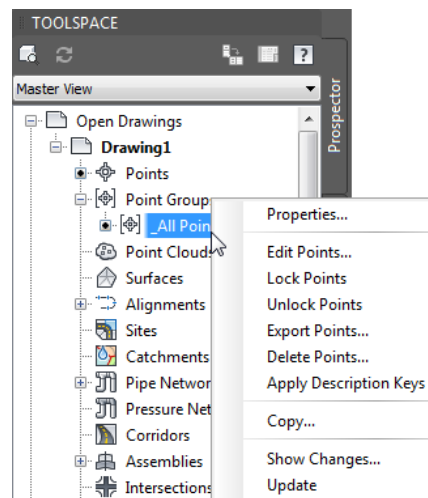 TOOLSPACE
?
Master View
Prospector
Open Drawings
Drawing1
Points
Point Group
_All Poin
Point Clouds
Surfaces
Alignments
Sites
Catchments
Pipe Networ
Pressure Net
Corridors
Assemblies
Intersections
Properties...
Edit Points...
Lock Points
Unlock Points
Export Points...
Delete Points...
Apply Description Keys
Copy...
Show Changes...
Update